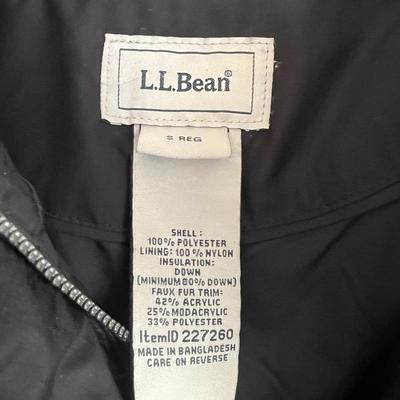 L.L.Bean®
S REG
SHELL:
100% POLYESTER
LINING: 100% NYLON
INSULATION:
DOWN
(MINIMUM 80% DOWN)
FAUX FUR TRIM:
42% ACRYLIC
25% MODACRYLIC
33% POLYESTER
ItemID 227260
MADE IN BANGLADESH
CARE ON REVERSE